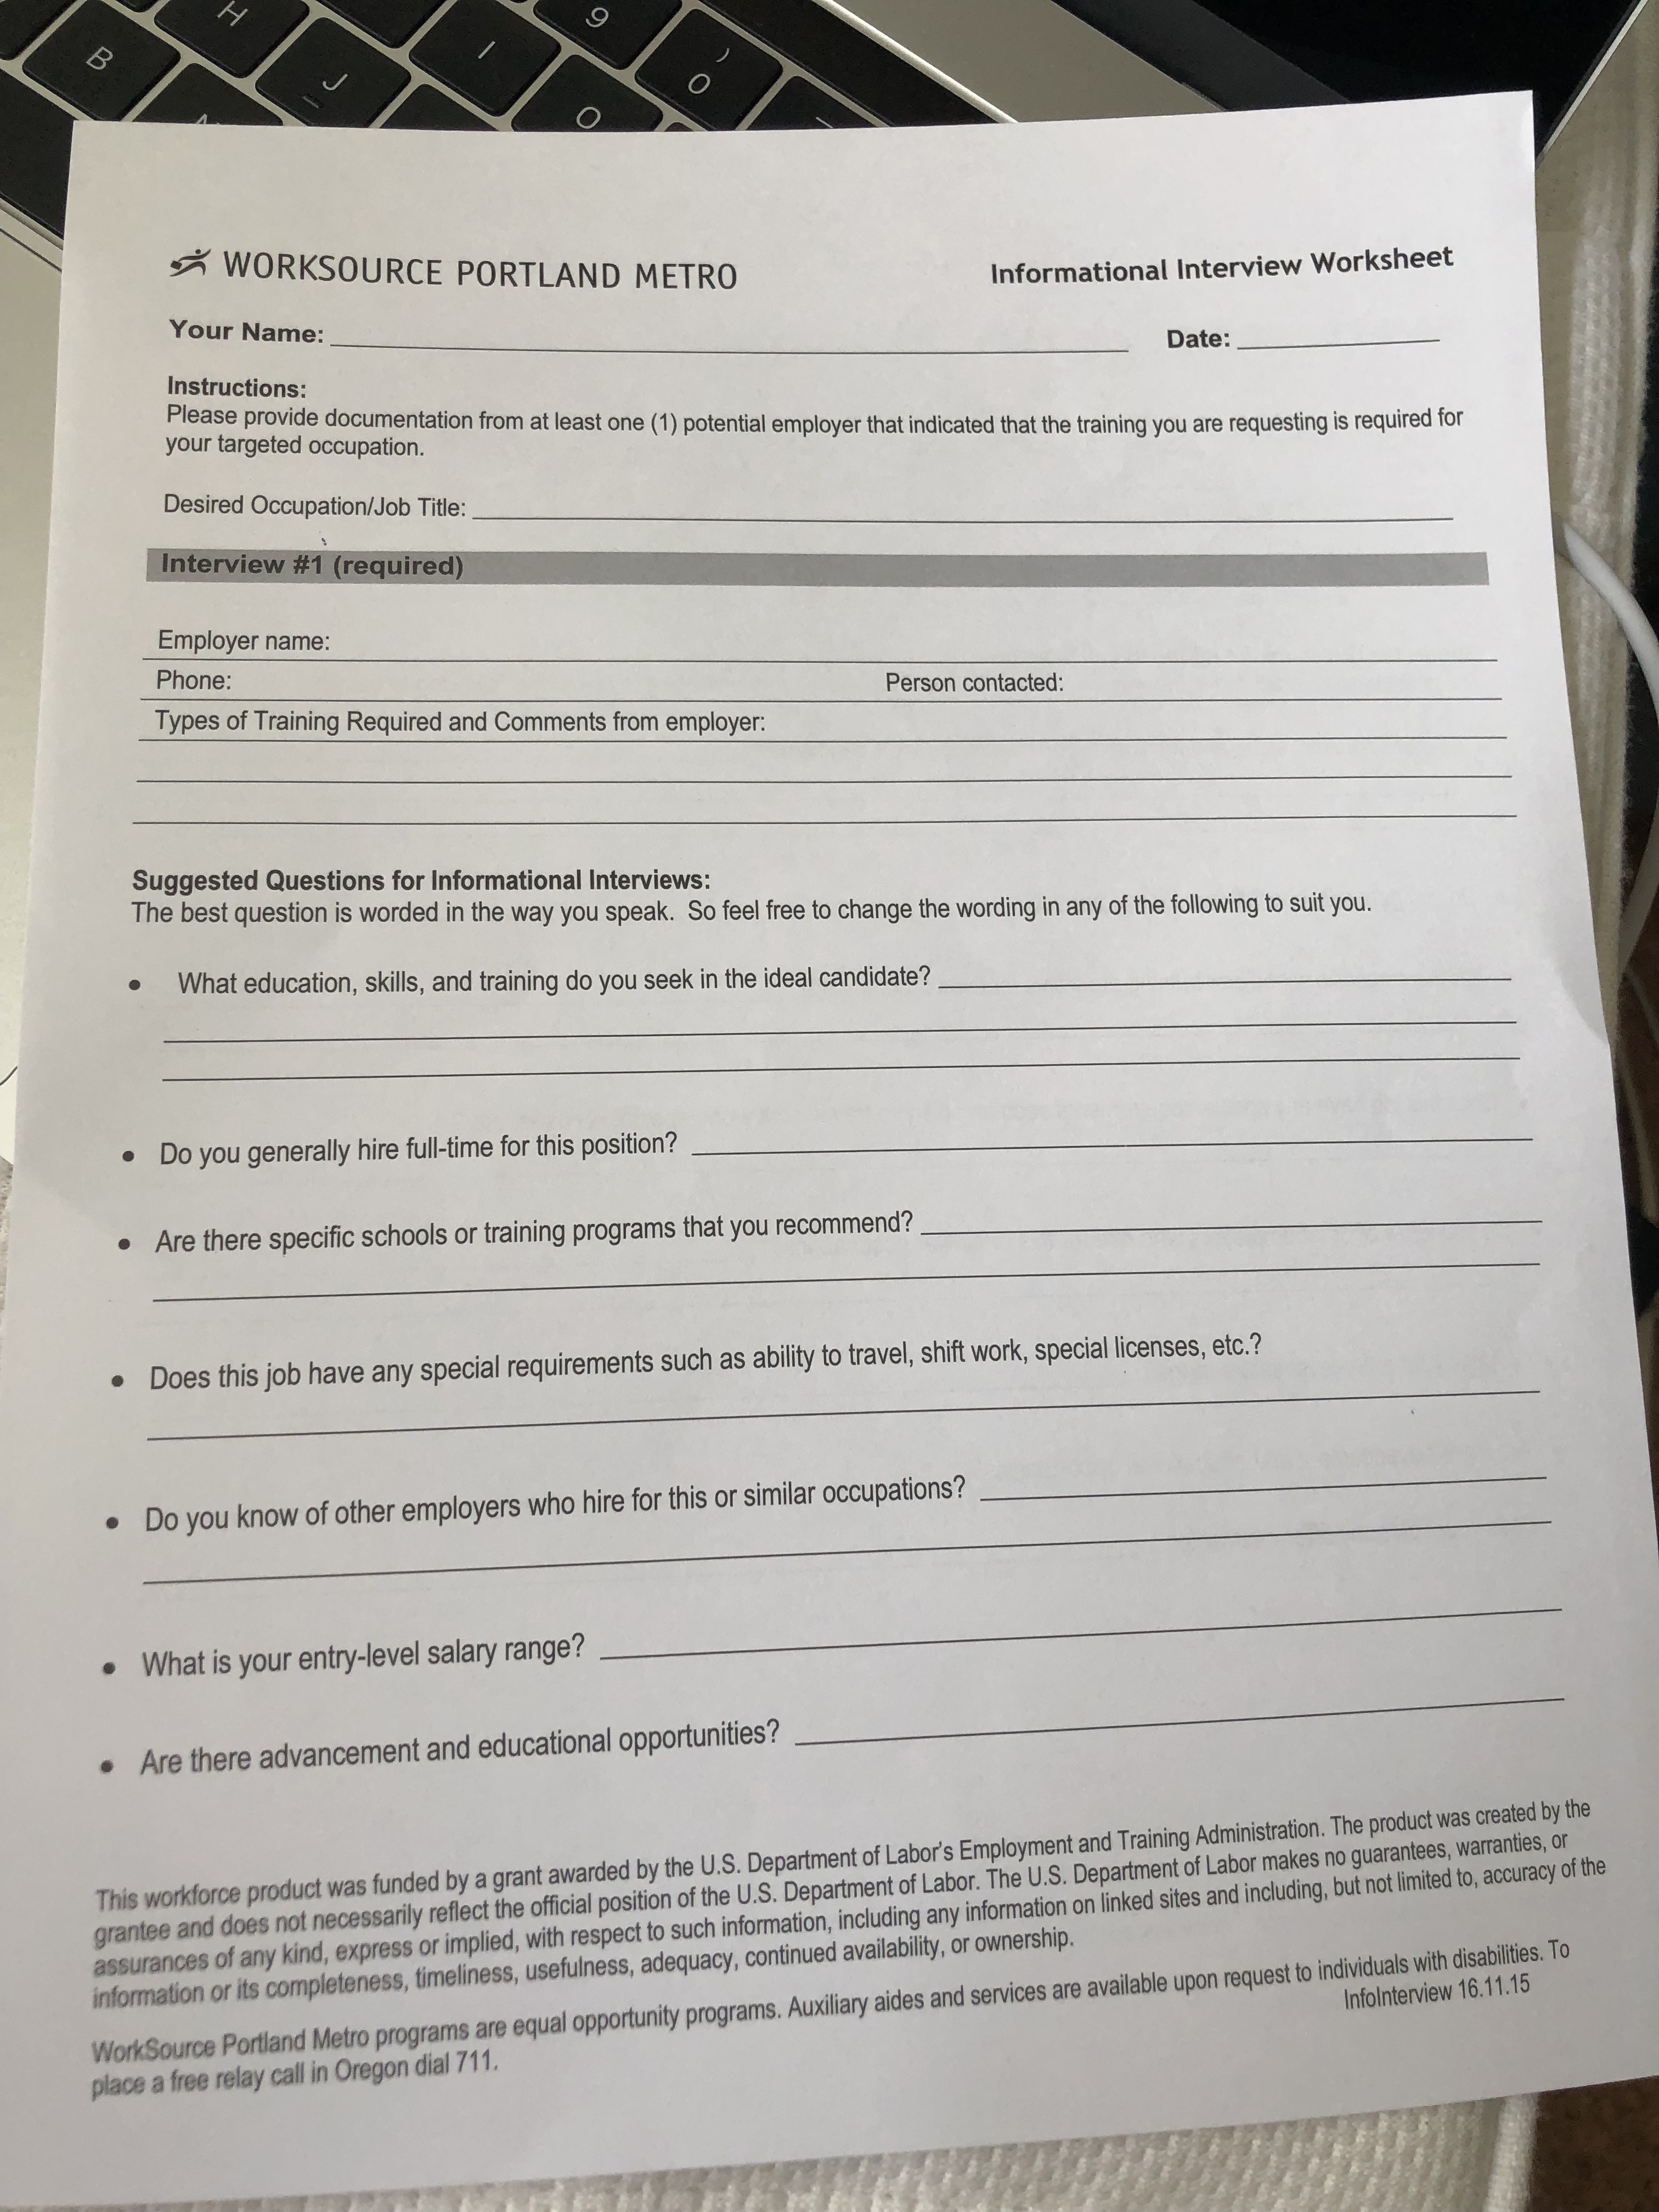 H
9
B
J
I
)
0
O
WORKSOURCE PORTLAND METRO
Informational Interview Worksheet
Your Name:
Date:
Instructions:
Please provide documentation from at least one (1) potential employer that indicated that the training you are requesting is required for
your targeted occupation.
Desired Occupation/Job Title:
Interview #1 (required)
Employer name:
Phone: Person contacted:
Types of Training Required and Comments from employer:
Suggested Questions for Informational Interviews:
The best question is worded in the way you speak. So feel free to change the wording in any of the following to suit you.
• What education, skills, and training do you seek in the ideal candidate?
• Do you generally hire full-time for this position?
• Are there specific schools or training programs that you recommend?
• Does this job have any special requirements such as ability to travel, shift work, special licenses, etc.?
• Do you know of other employers who hire for this or similar occupations?
• What is your entry-level salary range?
• Are there advancement and educational opportunities?
This workforce product was funded by a grant awarded by the U.S. Department of Labor's Employment and Training Administration. The product was created by the
grantee and does not necessarily reflect the official position of the U.S. Department of Labor. The U.S. Department of Labor makes no guarantees, warranties, or
assurances of any kind, express or implied, with respect to such information, including any information on linked sites and including, but not limited to, accuracy of the
information or its completeness, timeliness, usefulness, adequacy, continued availability, or ownership.
WorkSource Portland Metro programs are equal opportunity programs. Auxiliary aides and services are available upon request to individuals with disabilities. To
place a free relay call in Oregon dial 711.
InfoInterview 16.11.15